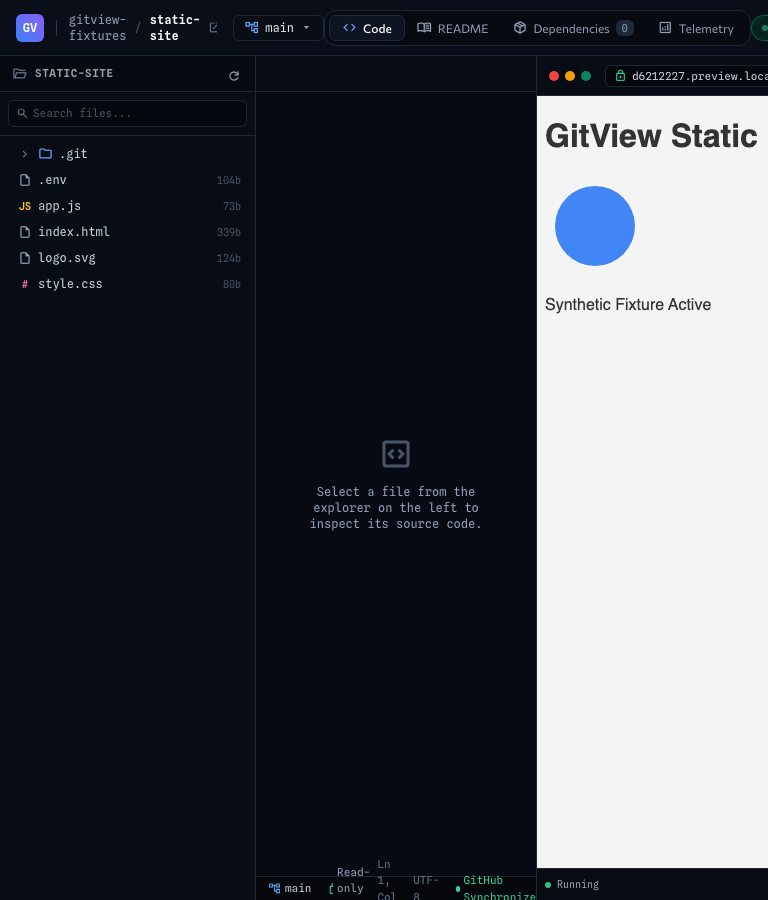 GV
gitview-
fixtures
/
static-
site
main
Code
README
Dependencies
0
Telemetry
STATIC-SITE
d6212227.preview.loca
Search files...
.git
.env 104b
JS app.js 73b
index.html 339b
logo.svg 124b
# style.css 80b
GitView Static
Synthetic Fixture Active
Select a file from the
explorer on the left to
inspect its source code.
main
Read-
only
Ln
1,
Col
UTF-
8
GitHub
Synchronize
Running